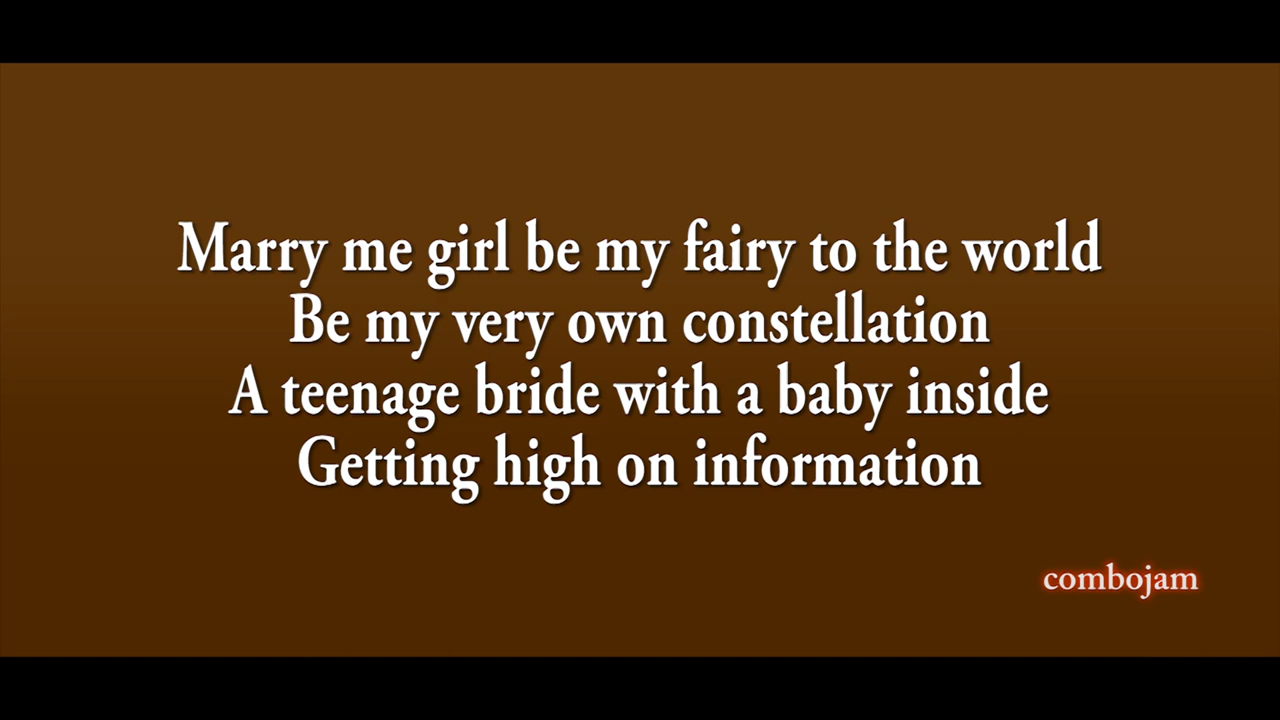 Marry me girl be my fairy to the world
Be my very own constellation
A teenage bride with a baby inside
Getting high on information
combojam